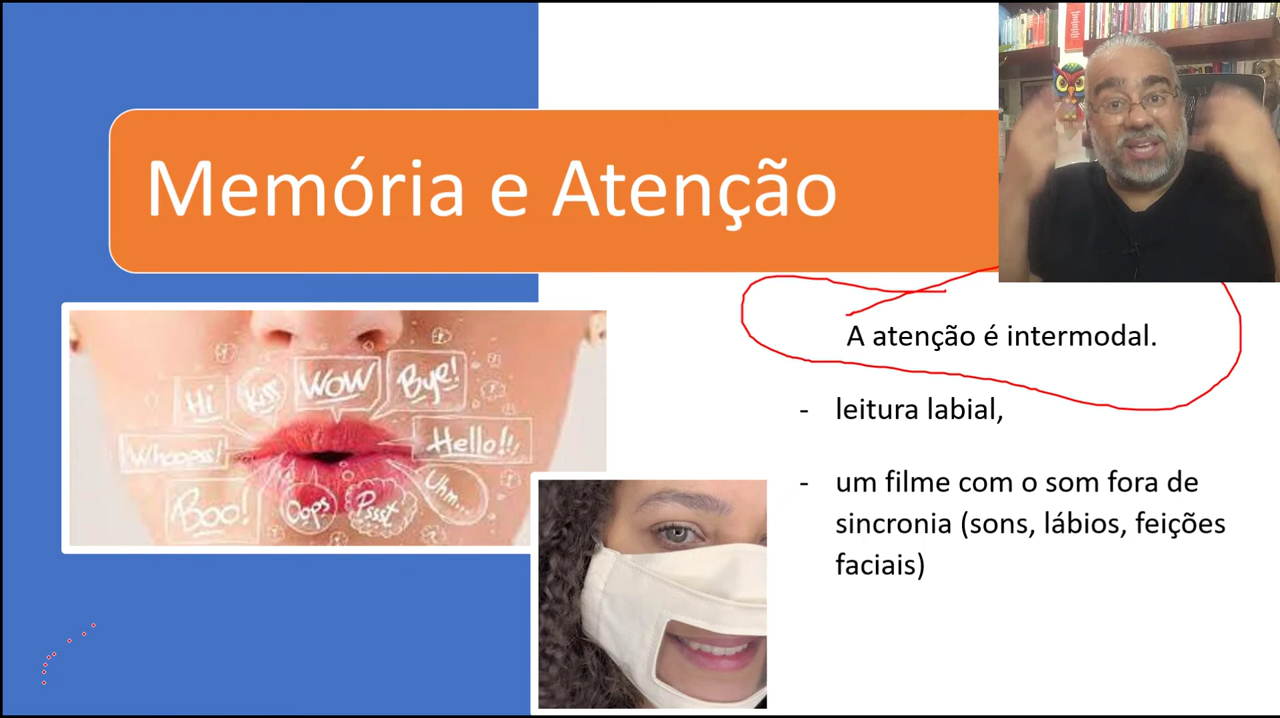 Memória e Atenção
A atenção é intermodal.
- leitura labial,
- um filme com o som fora de
sincronia (sons, lábios, feições
faciais)
Hi
Kiss
WOW
Bye!
Whoops!
Hello!!
Boo!
Oops
Pssst
Uhm...